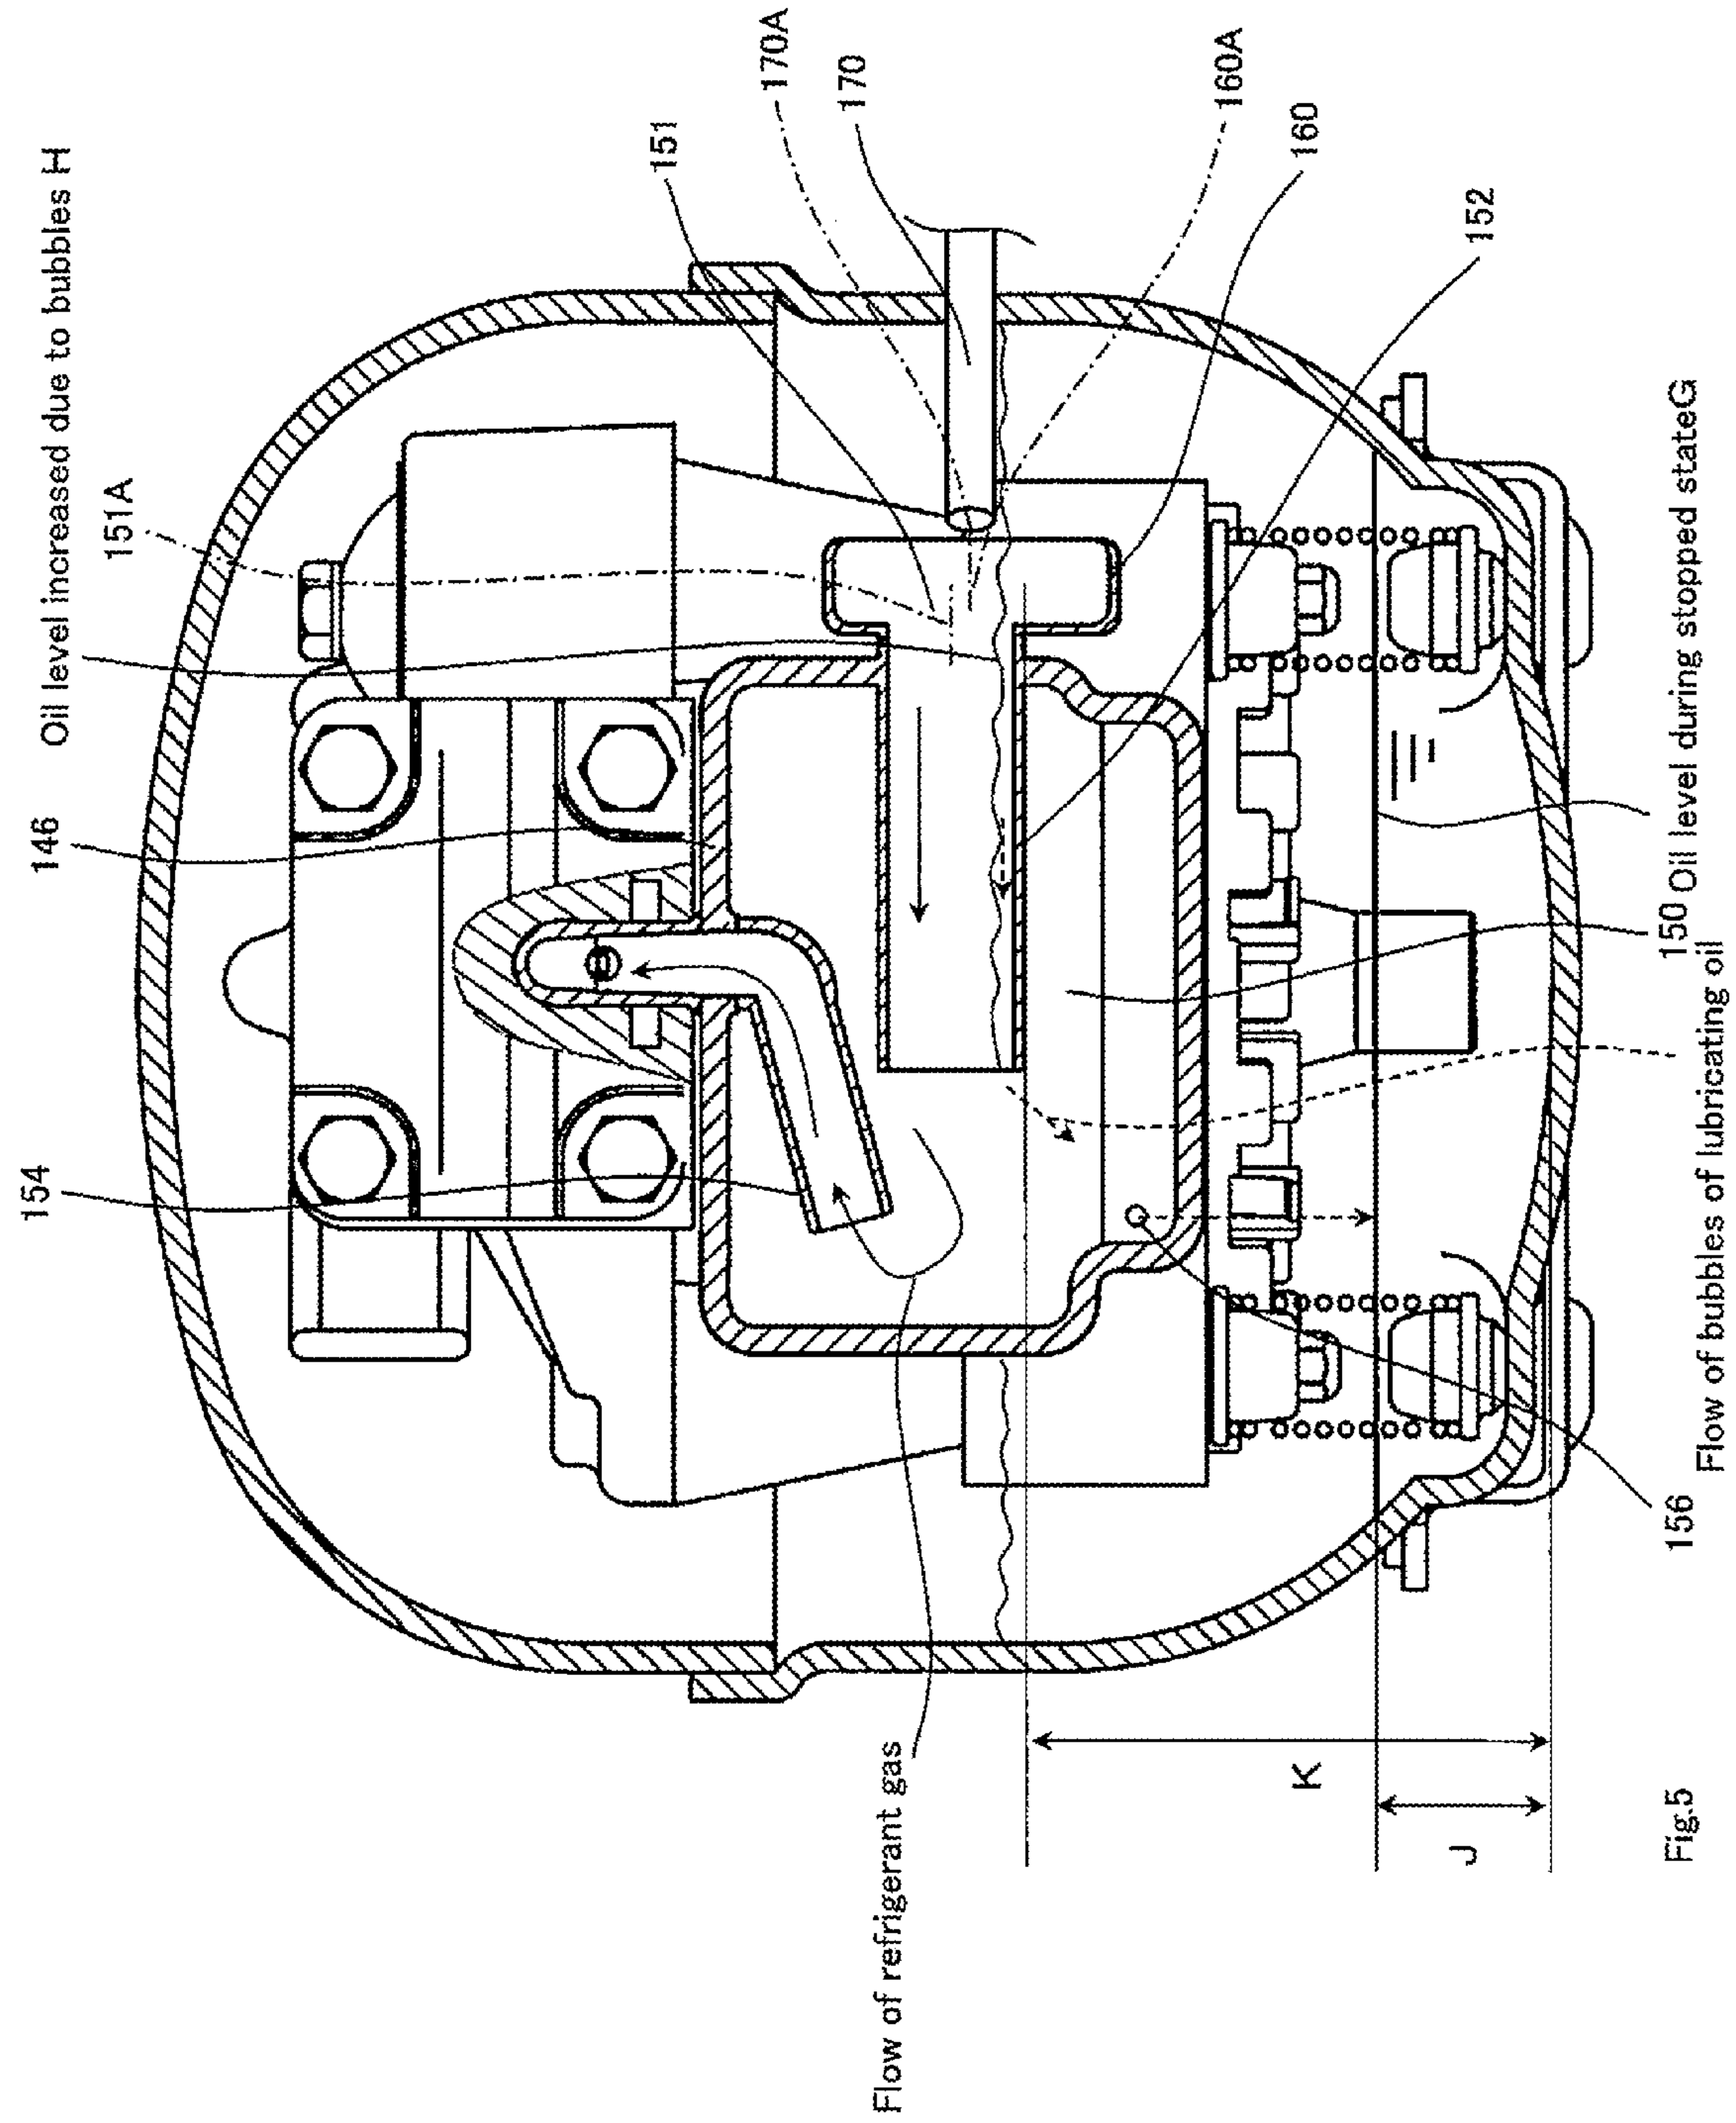 Oil level increased due to bubbles H
151A
146
154
151
170A
170
160A
160
152
Oil level during stopped stateG
150
Flow of bubbles of lubricating oil
156
Flow of refrigerant gas
K
J
Fig.5